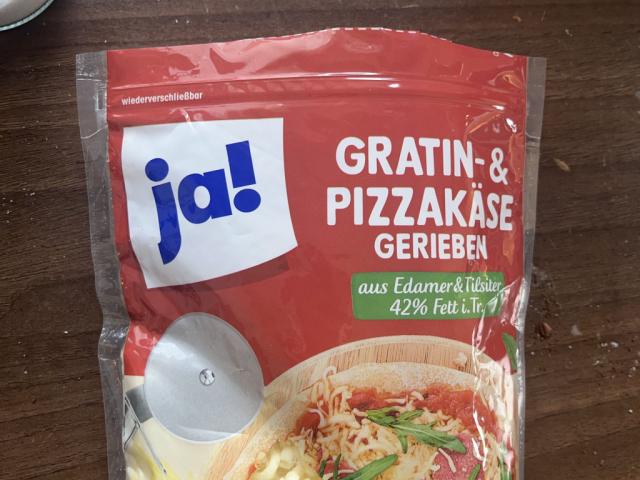 wiederverschließbar
ja!
GRATIN- &
PIZZAKÄSE
GERIEBEN
aus Edamer & Tilsiter
42% Fett i. Tr.